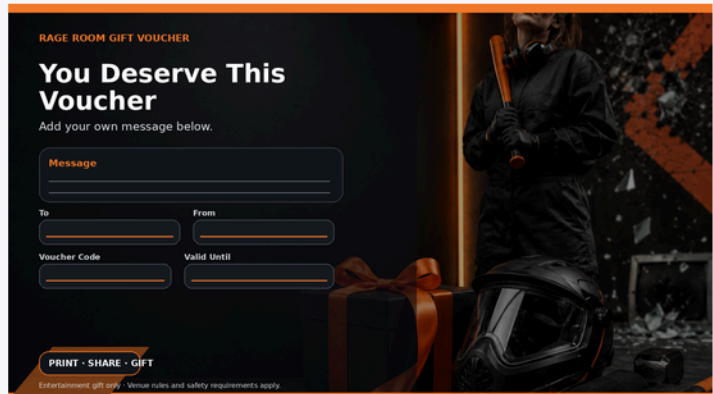 RAGE ROOM GIFT VOUCHER
You Deserve This
Voucher
Add your own message below.
Message
To
From
Voucher Code
Valid Until
PRINT · SHARE · GIFT
Entertainment gift only · Venue rules and safety requirements apply.